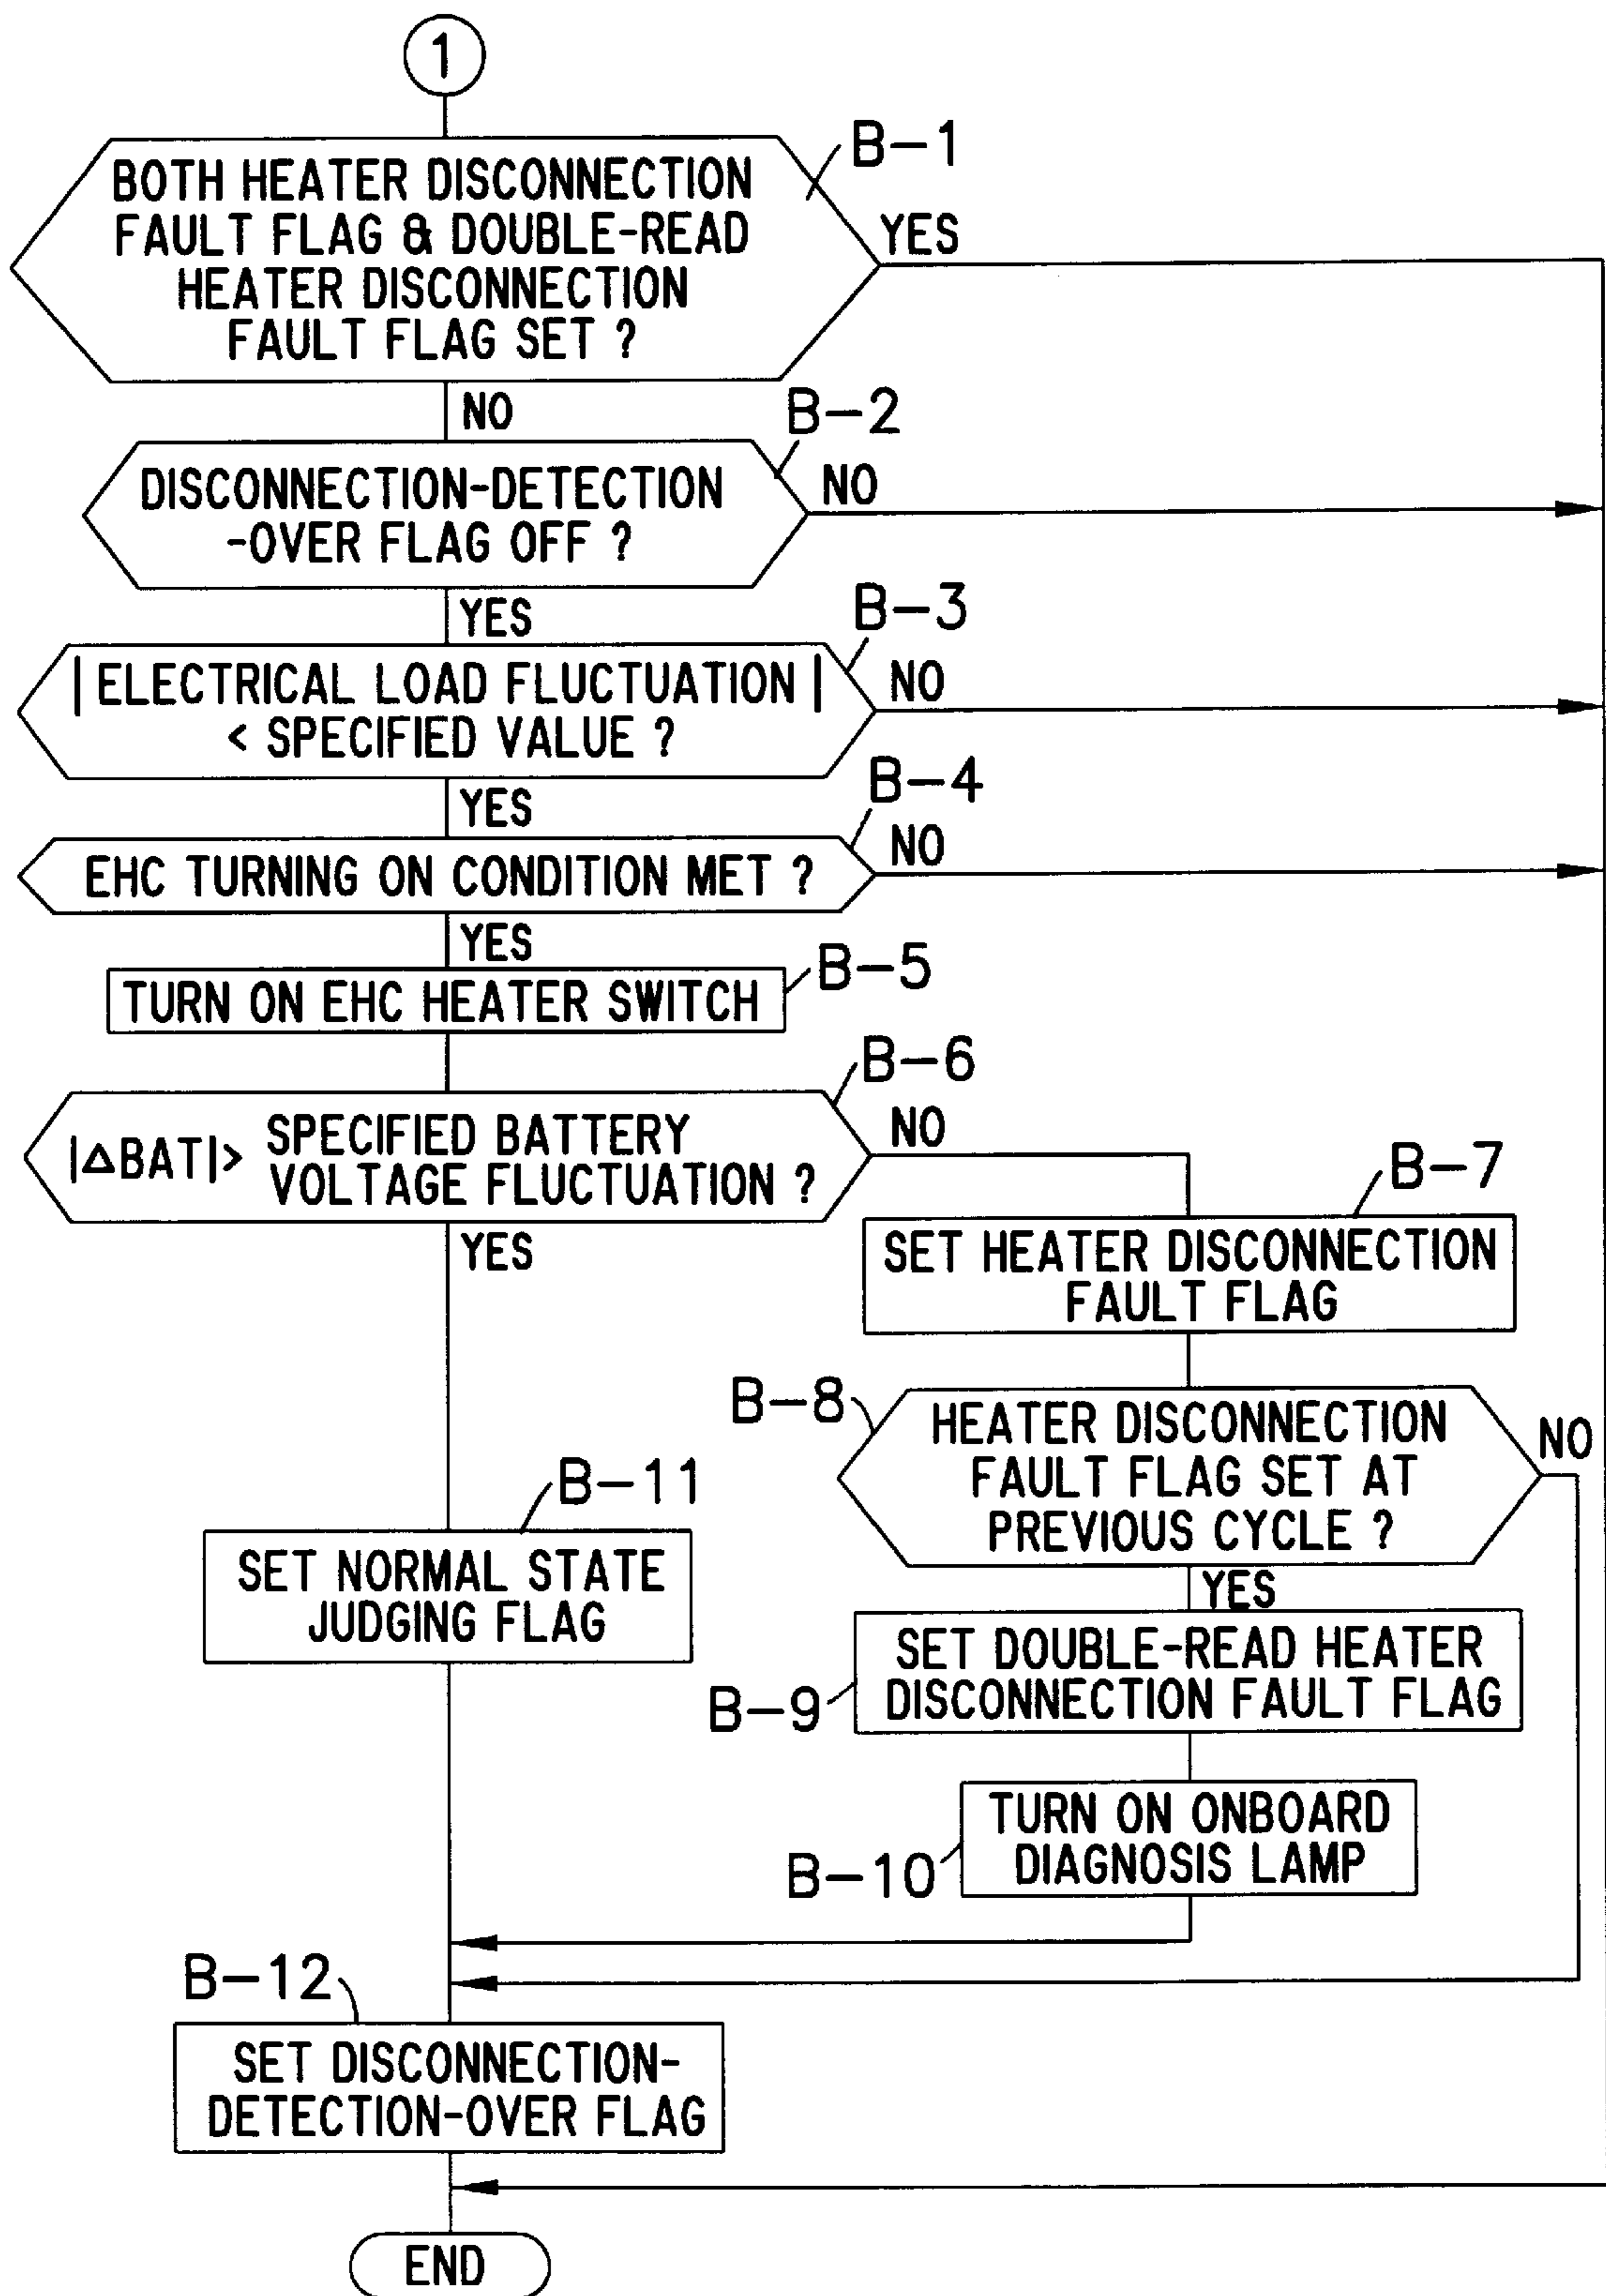 1
B-1
BOTH HEATER DISCONNECTION
FAULT FLAG & DOUBLE-READ
HEATER DISCONNECTION
FAULT FLAG SET ?
YES
NO
B-2
DISCONNECTION-DETECTION
-OVER FLAG OFF ?
NO
YES
B-3
|ELECTRICAL LOAD FLUCTUATION|
< SPECIFIED VALUE ?
NO
YES
B-4
EHC TURNING ON CONDITION MET ?
NO
YES
B-5
TURN ON EHC HEATER SWITCH
B-6
|△BAT|> SPECIFIED BATTERY
VOLTAGE FLUCTUATION ?
NO
YES
B-7
SET HEATER DISCONNECTION
FAULT FLAG
B-8
HEATER DISCONNECTION
FAULT FLAG SET AT
PREVIOUS CYCLE ?
NO
YES
B-11
SET NORMAL STATE
JUDGING FLAG
SET DOUBLE-READ HEATER
DISCONNECTION FAULT FLAG
B-9
TURN ON ONBOARD
DIAGNOSIS LAMP
B-10
B-12
SET DISCONNECTION-
DETECTION-OVER FLAG
END